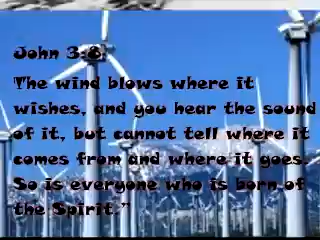 John 3:8
The wind blows where it
wishes, and you hear the sound
of it, but cannot tell where it
comes from and where it goes.
So is everyone who is born of
the Spirit.”